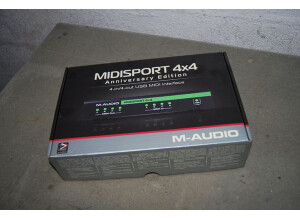 MIDISPORT 4x4
Anniversary Edition
4-in/4-out USB MIDI Interface
M-AUDIO
M-AUDIO